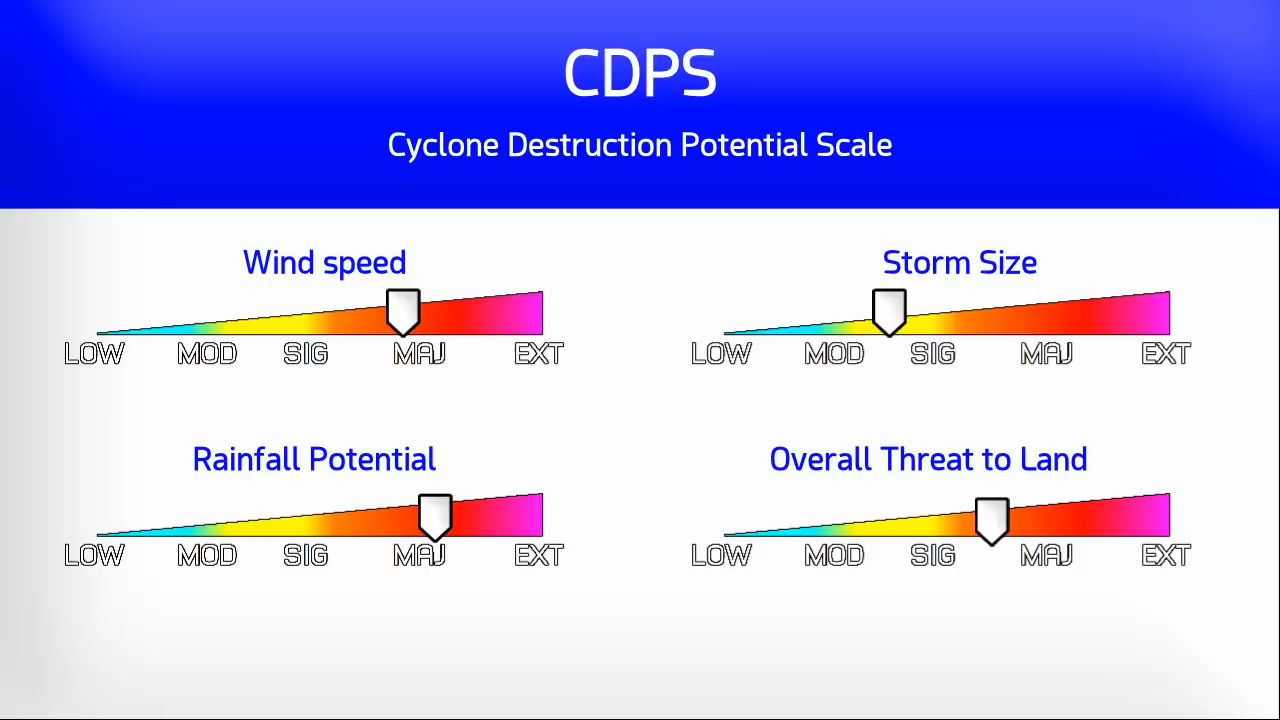 CDPS
Cyclone Destruction Potential Scale
Wind speed
LOW MOD SIG MAJ EXT
Storm Size
LOW MOD SIG MAJ EXT
Rainfall Potential
LOW MOD SIG MAJ EXT
Overall Threat to Land
LOW MOD SIG MAJ EXT